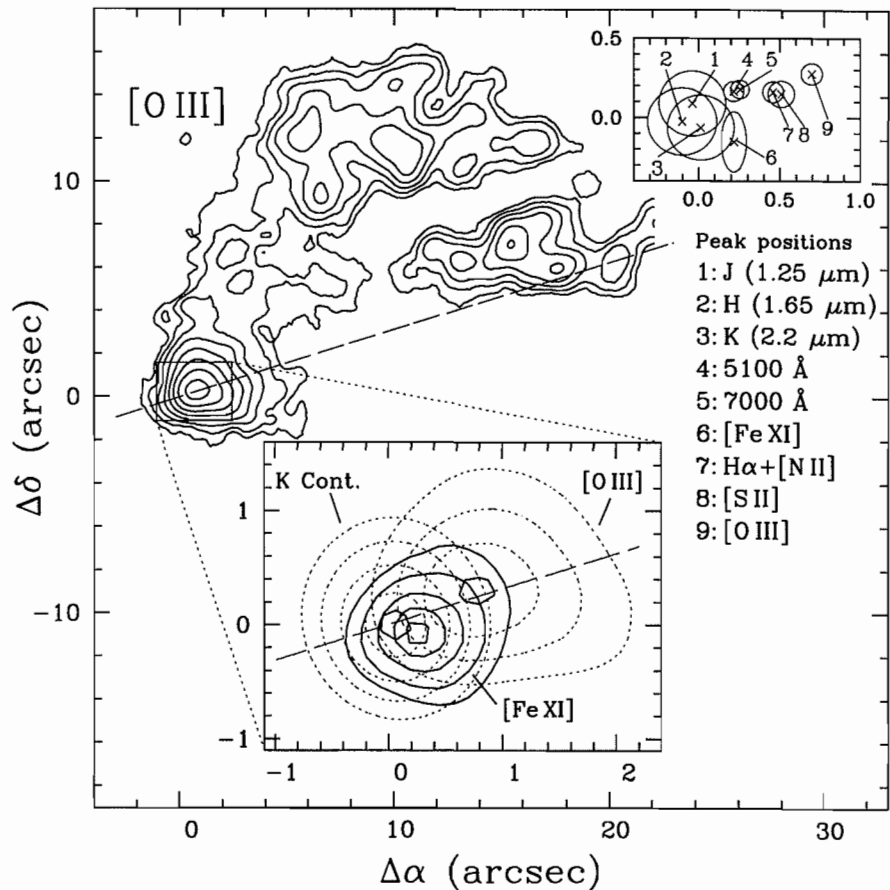 [O III]
0.5
0.0
0.0 0.5 1.0
2 1 4 5
3 6 7 8 9
Peak positions
1: J (1.25 μm)
2: H (1.65 μm)
3: K (2.2 μm)
4: 5100 Å
5: 7000 Å
6: [Fe XI]
7: Hα+[N II]
8: [S II]
9: [O III]
K Cont.
[O III]
[Fe XI]
1
0
-1
-1 0 1 2
10
0
-10
Δδ (arcsec)
0 10 20 30
Δα (arcsec)